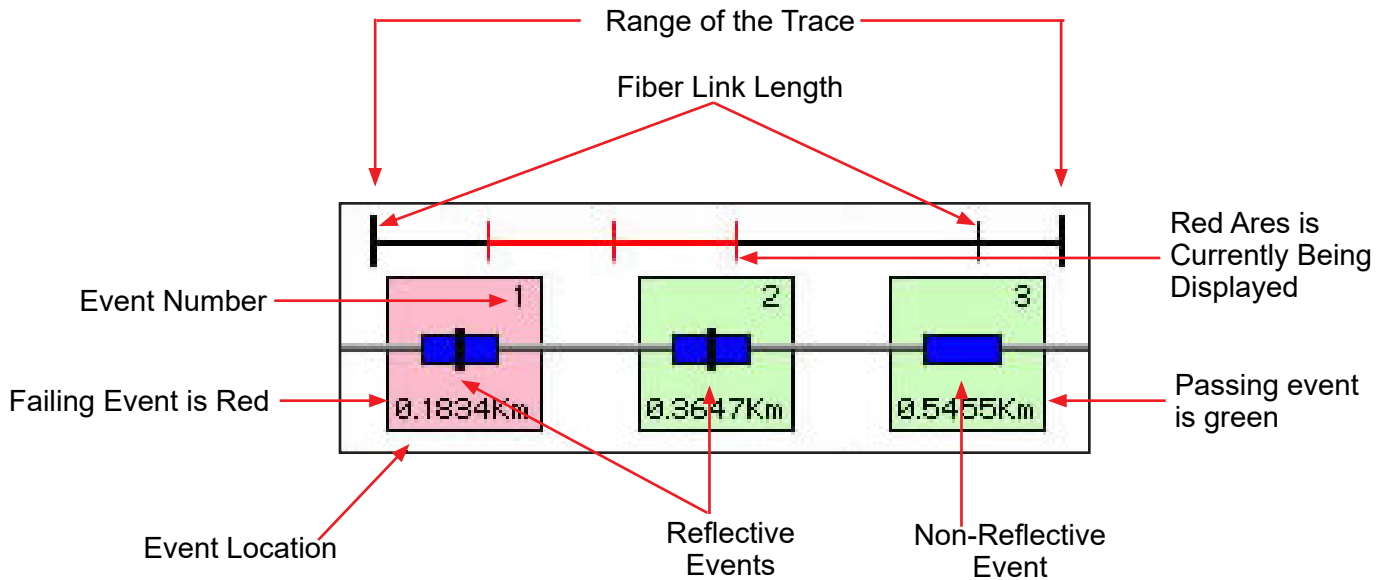 Range of the Trace
Fiber Link Length
Red Ares is
Currently Being
Displayed
Event Number
1
2
3
Failing Event is Red
0.1834Km
0.3647Km
0.5455Km
Passing event
is green
Event Location
Reflective
Events
Non-Reflective
Event